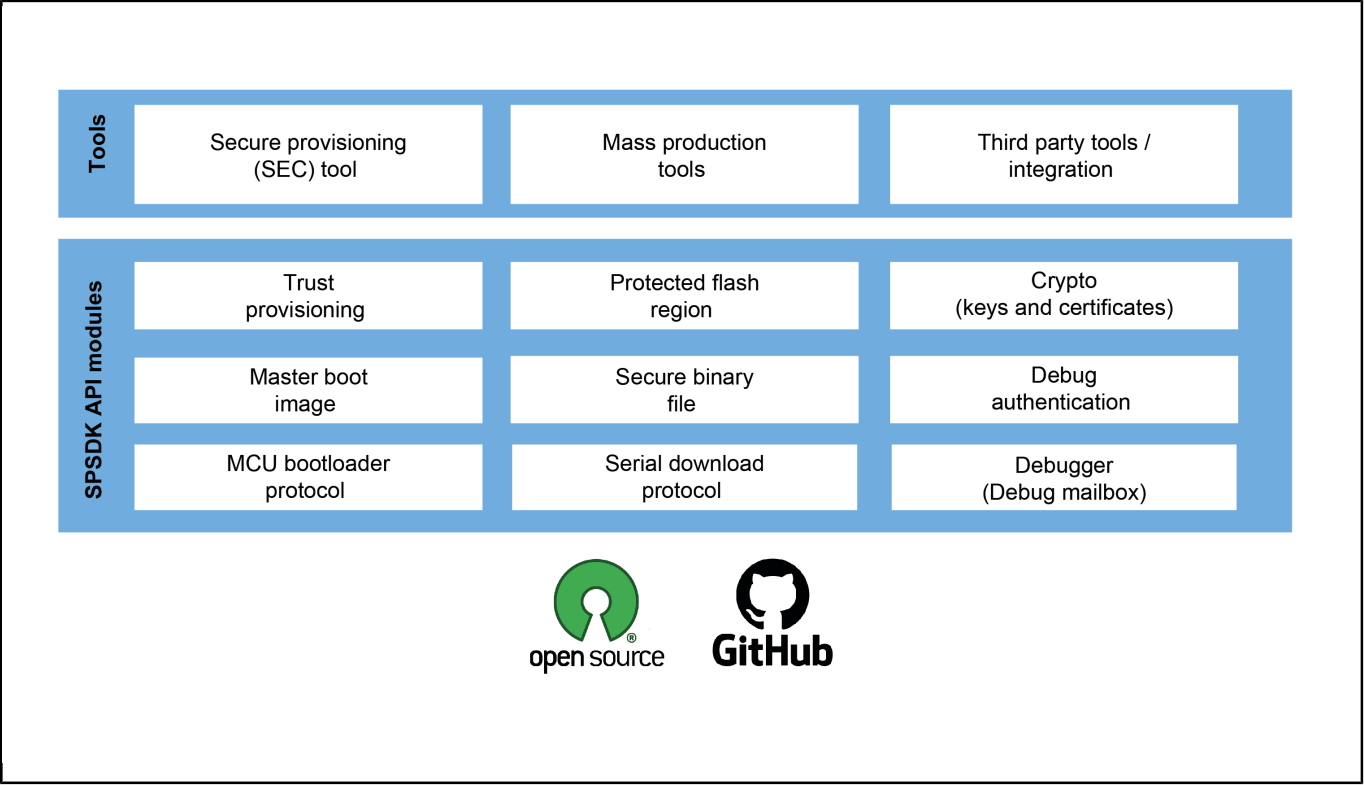 Tools
Secure provisioning
(SEC) tool
Mass production
tools
Third party tools /
integration
SPSDK API modules
Trust
provisioning
Protected flash
region
Crypto
(keys and certificates)
Master boot
image
Secure binary
file
Debug
authentication
MCU bootloader
protocol
Serial download
protocol
Debugger
(Debug mailbox)
®
open source
GitHub